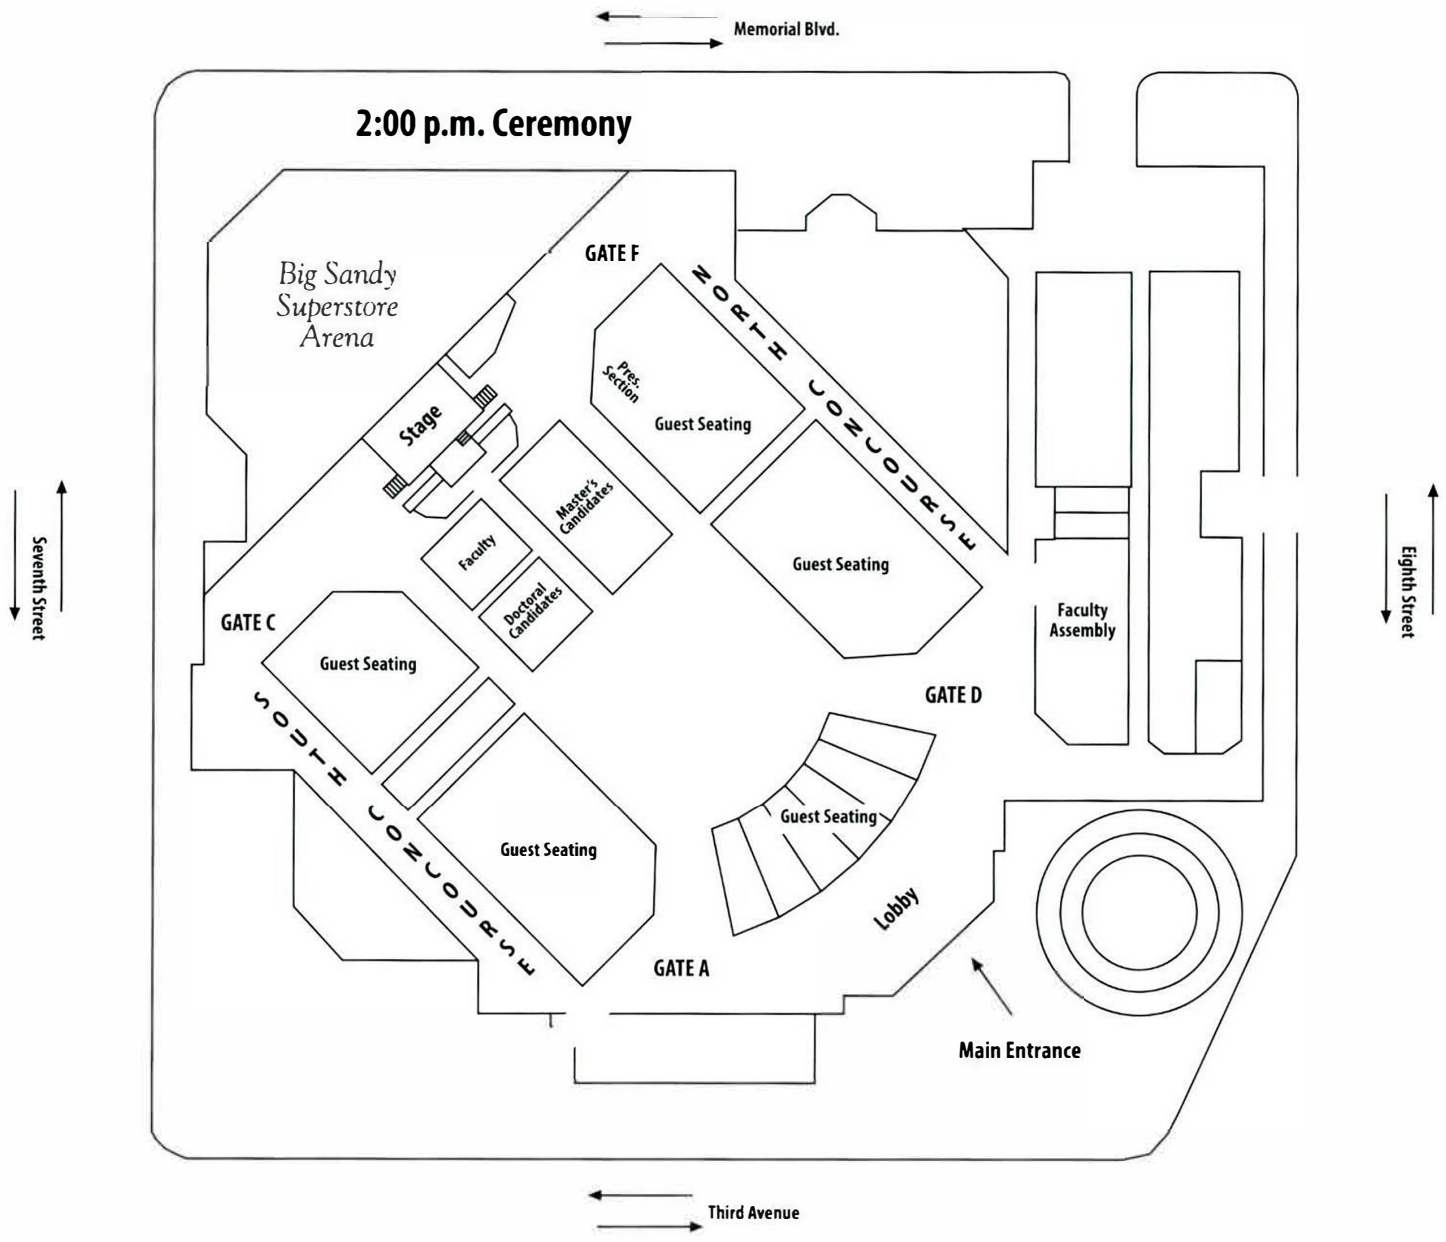 Memorial Blvd.
2:00 p.m. Ceremony
Big Sandy
Superstore
Arena
GATE F
NORTH CONCOURSE
Pres.
Section
Guest Seating
Stage
Master's
Candidates
Faculty
Doctoral
Candidates
Guest Seating
Seventh Street
Eighth Street
Faculty
Assembly
GATE C
Guest Seating
SOUTH CONCOURSE
GATE D
Guest Seating
Guest Seating
Lobby
GATE A
Main Entrance
Third Avenue